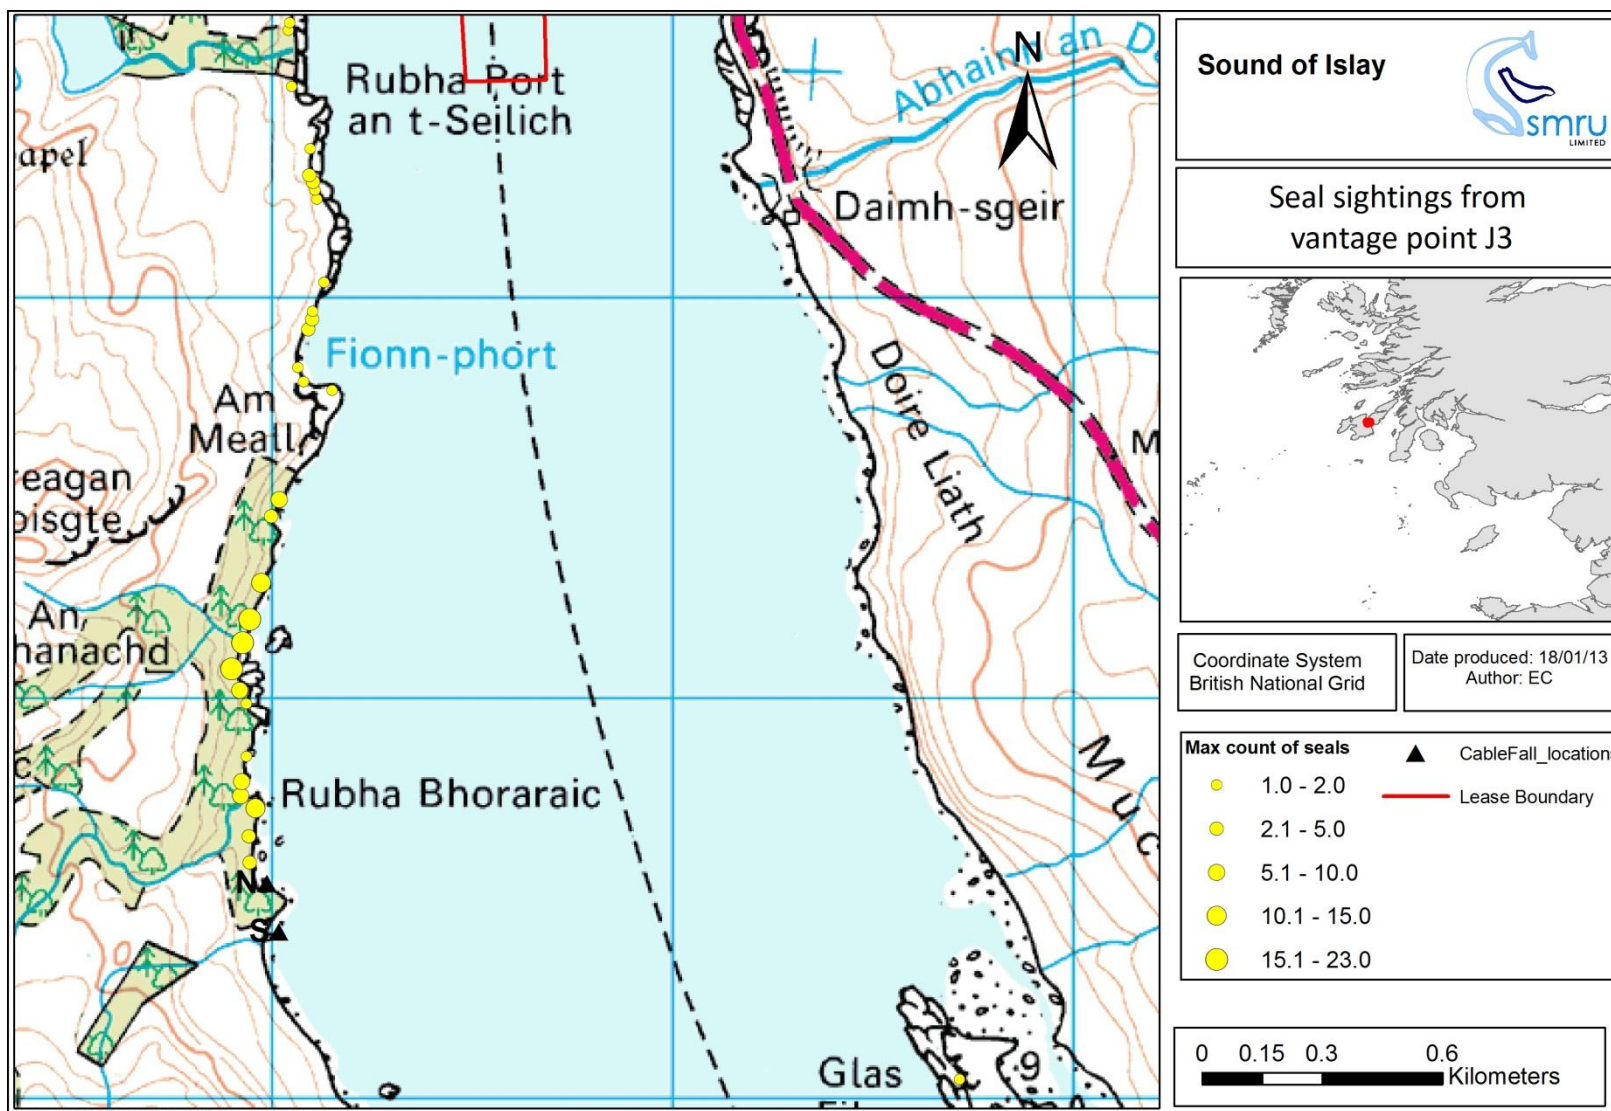 Rubha Port
an t-Seilich
apel
Abhainn an D
N
Daimh-sgeir
Fionn-phort
Am
Meall
Doire Liath
M
eagan
oisgte
An
hanachd
Rubha Bhoraraic
c
N
S
Muc
Glas
9
Sound of Islay
smru
LIMITED
Seal sightings from
vantage point J3
Coordinate System
British National Grid
Date produced: 18/01/13
Author: EC
Max count of seals
1.0 - 2.0
2.1 - 5.0
5.1 - 10.0
10.1 - 15.0
15.1 - 23.0
CableFall_locations
Lease Boundary
0 0.15 0.3 0.6
Kilometers